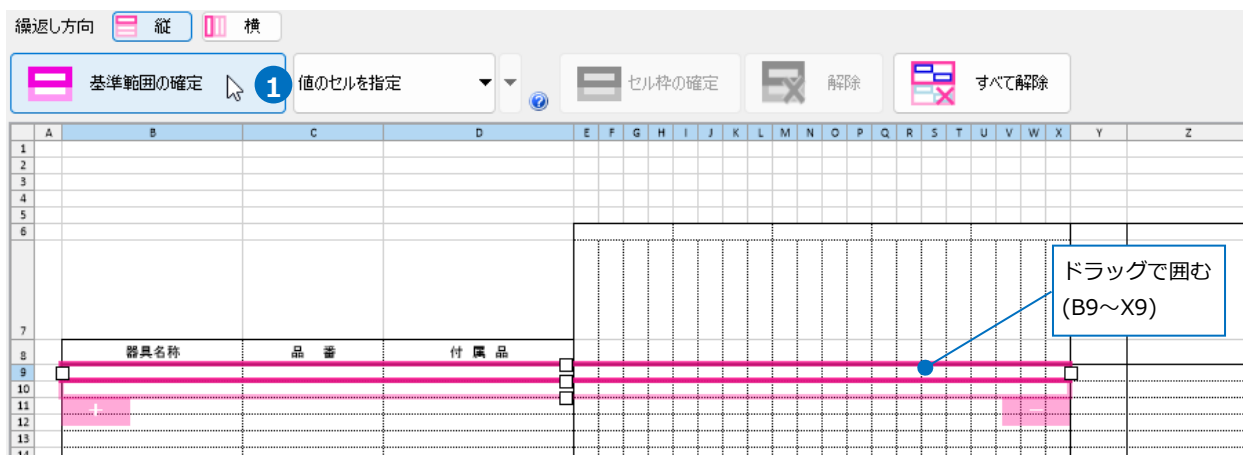 繰返し方向 縦 横
基準範囲の確定 1 値のセルを指定 ? セル枠の確定 解除 すべて解除
A B C D E F G H I J K L M N O P Q R S T U V W X Y Z
1
2
3
4
5
6
ドラッグで囲む
(B9～X9)
7
8 器具名称 品 番 付 属 品
9
10
11 + −
12
13
14